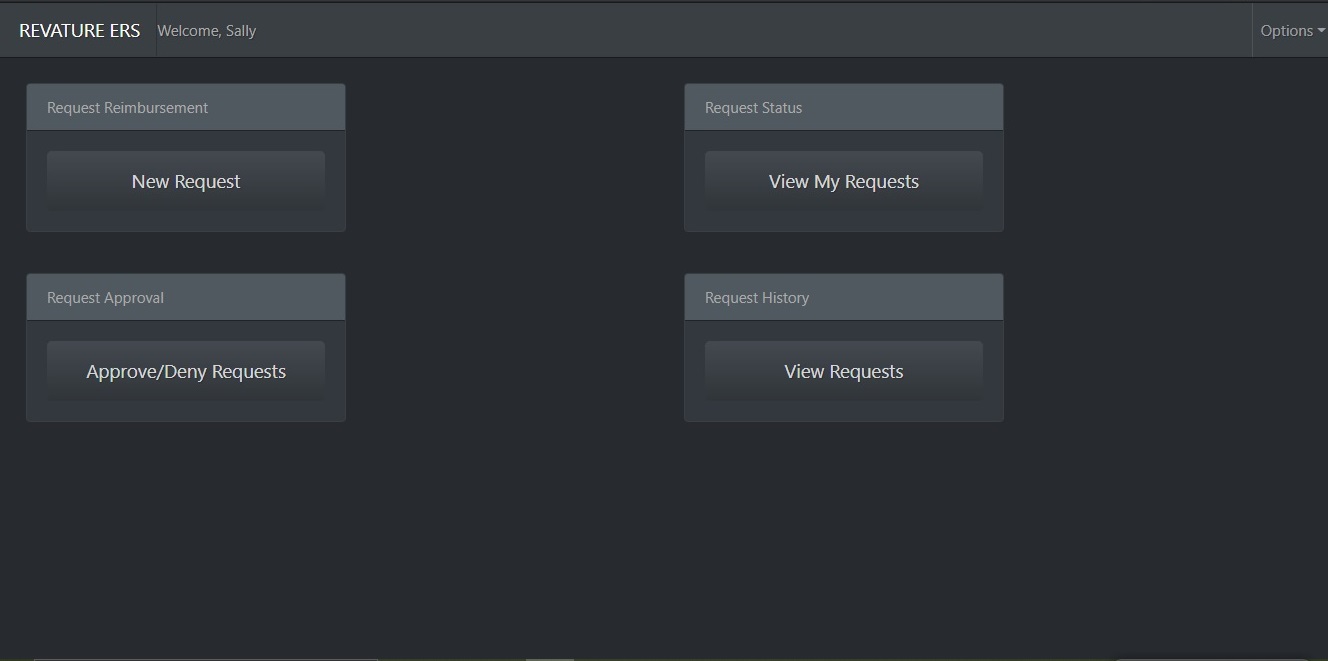 REVATURE ERS
Welcome, Sally
Options
Request Reimbursement
Request Status
New Request
View My Requests
Request Approval
Request History
Approve/Deny Requests
View Requests